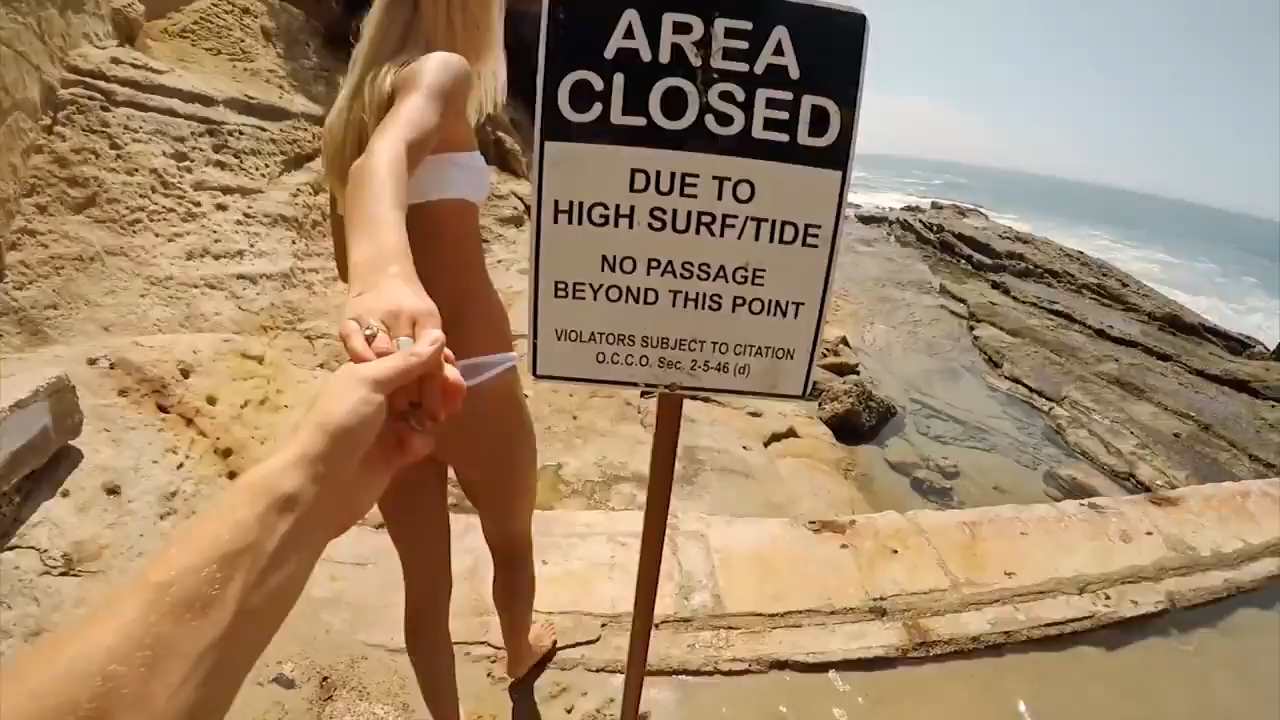 AREA
CLOSED
DUE TO
HIGH SURF/TIDE
NO PASSAGE
BEYOND THIS POINT
VIOLATORS SUBJECT TO CITATION
O.C.C.O. Sec. 2-5-46 (d)